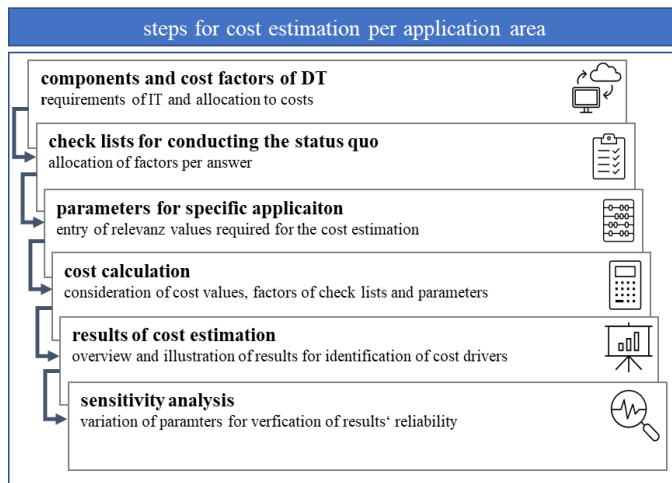 steps for cost estimation per application area
components and cost factors of DT
requirements of IT and allocation to costs
check lists for conducting the status quo
allocation of factors per answer
parameters for specific applicaiton
entry of relevanz values required for the cost estimation
cost calculation
consideration of cost values, factors of check lists and parameters
results of cost estimation
overview and illustration of results for identification of cost drivers
sensitivity analysis
variation of paramters for verfication of results‘ reliability